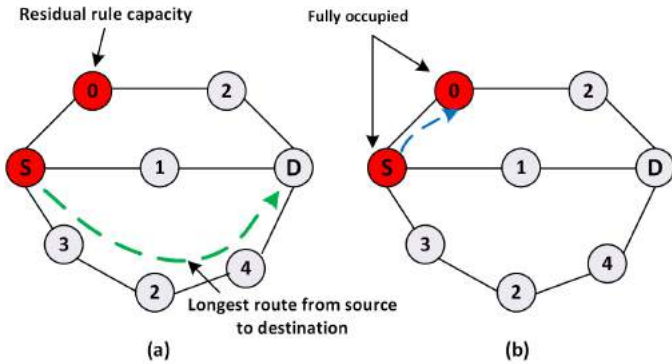 Residual rule capacity
Fully occupied
0
2
S
1
D
3
2
4
Longest route from source
to destination
(a)
0
2
S
1
D
3
2
4
(b)